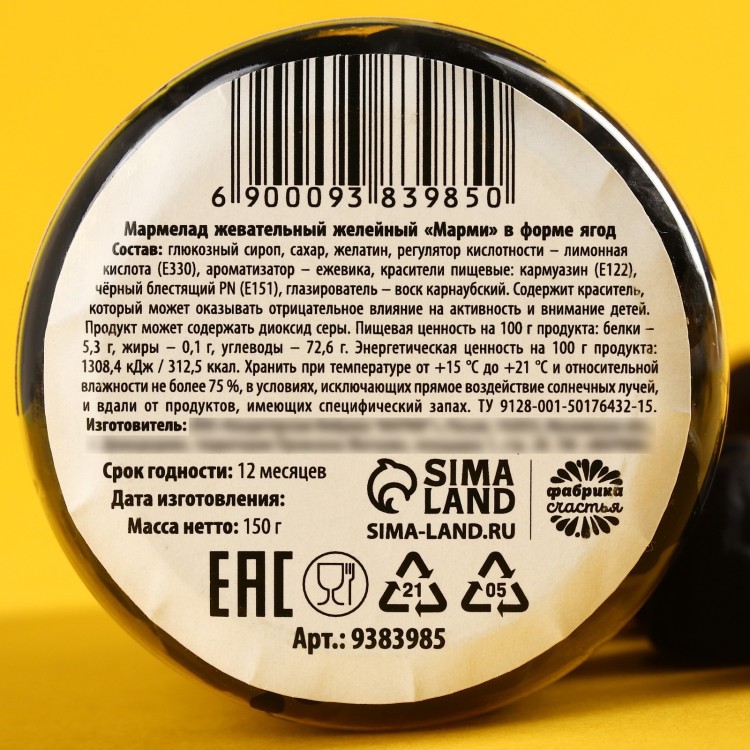 6 900093 839850
Мармелад жевательный желейный «Марми» в форме ягод
Состав: глюкозный сироп, сахар, желатин, регулятор кислотности – лимонная
кислота (Е330), ароматизатор – ежевика, красители пищевые: кармуазин (Е122),
чёрный блестящий PN (Е151), глазирователь – воск карнаубский. Содержит краситель,
который может оказывать отрицательное влияние на активность и внимание детей.
Продукт может содержать диоксид серы. Пищевая ценность на 100 г продукта: белки –
5,3 г, жиры – 0,1 г, углеводы – 72,6 г. Энергетическая ценность на 100 г продукта:
1308,4 кДж / 312,5 ккал. Хранить при температуре от +15 °С до +21 °С и относительной
влажности не более 75 %, в условиях, исключающих прямое воздействие солнечных лучей,
и вдали от продуктов, имеющих специфический запах. ТУ 9128-001-50176432-15.
Изготовитель:
Срок годности: 12 месяцев
Дата изготовления:
Масса нетто: 150 г
SIMA
LAND
SIMA-LAND.RU
фабрика
счастья
EAC
21
05
Арт.: 9383985